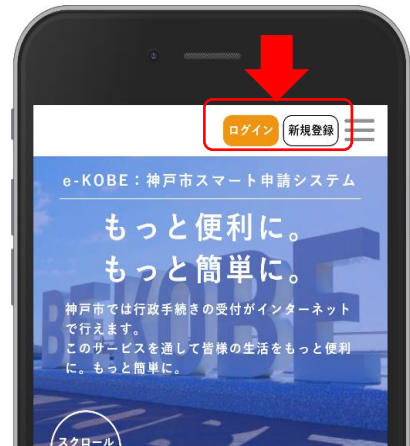 ログイン 新規登録
e-KOBE：神戸市スマート申請システム
もっと便利に。
もっと簡単に。
神戸市では行政手続きの受付がインターネット
で行えます。
このサービスを通して皆様の生活をもっと便利
に。もっと簡単に。
BE KOBE
スクロール